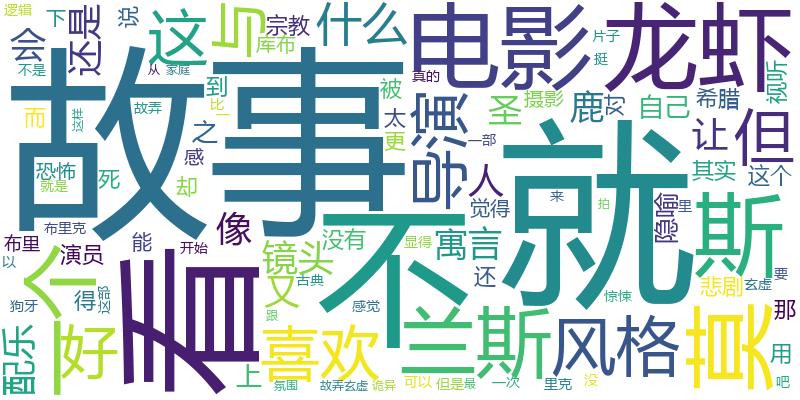 逻辑 下 说 宗教 什么 电影 龙虾 片子 挺
会 还是 这 与 库布 视听
不是 从 家庭 到 被 真的 摄影 希腊
故事 而 故弄 比 这样 太 导演 圣 鹿 因 自己 让 但
恐怖 之 更 一部 就 其实 这个
就是 死 感 却 人 觉得 来 拍 隐喻 里 斯
布里克 像 不 没有 显得 寓言
布里 演员 能 开始 镜头 还
以 个 看 又 古典 惊悚 悲剧 玄虚 要
狗牙 得 这部 感觉 兰斯 风格 莫 那
配乐 一 好 喜欢 跟 用
上 氛围 故弄玄虚 诡异 可以 但是 最 一次 里克 没 吧